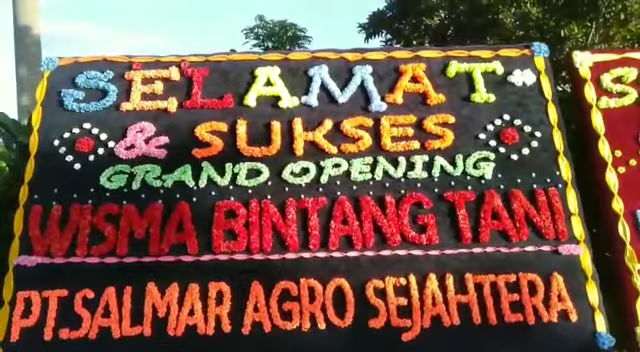 SELAMAT
& SUKSES
GRAND OPENING
WISMA BINTANG TANI
PT.SALMAR AGRO SEJAHTERA
S